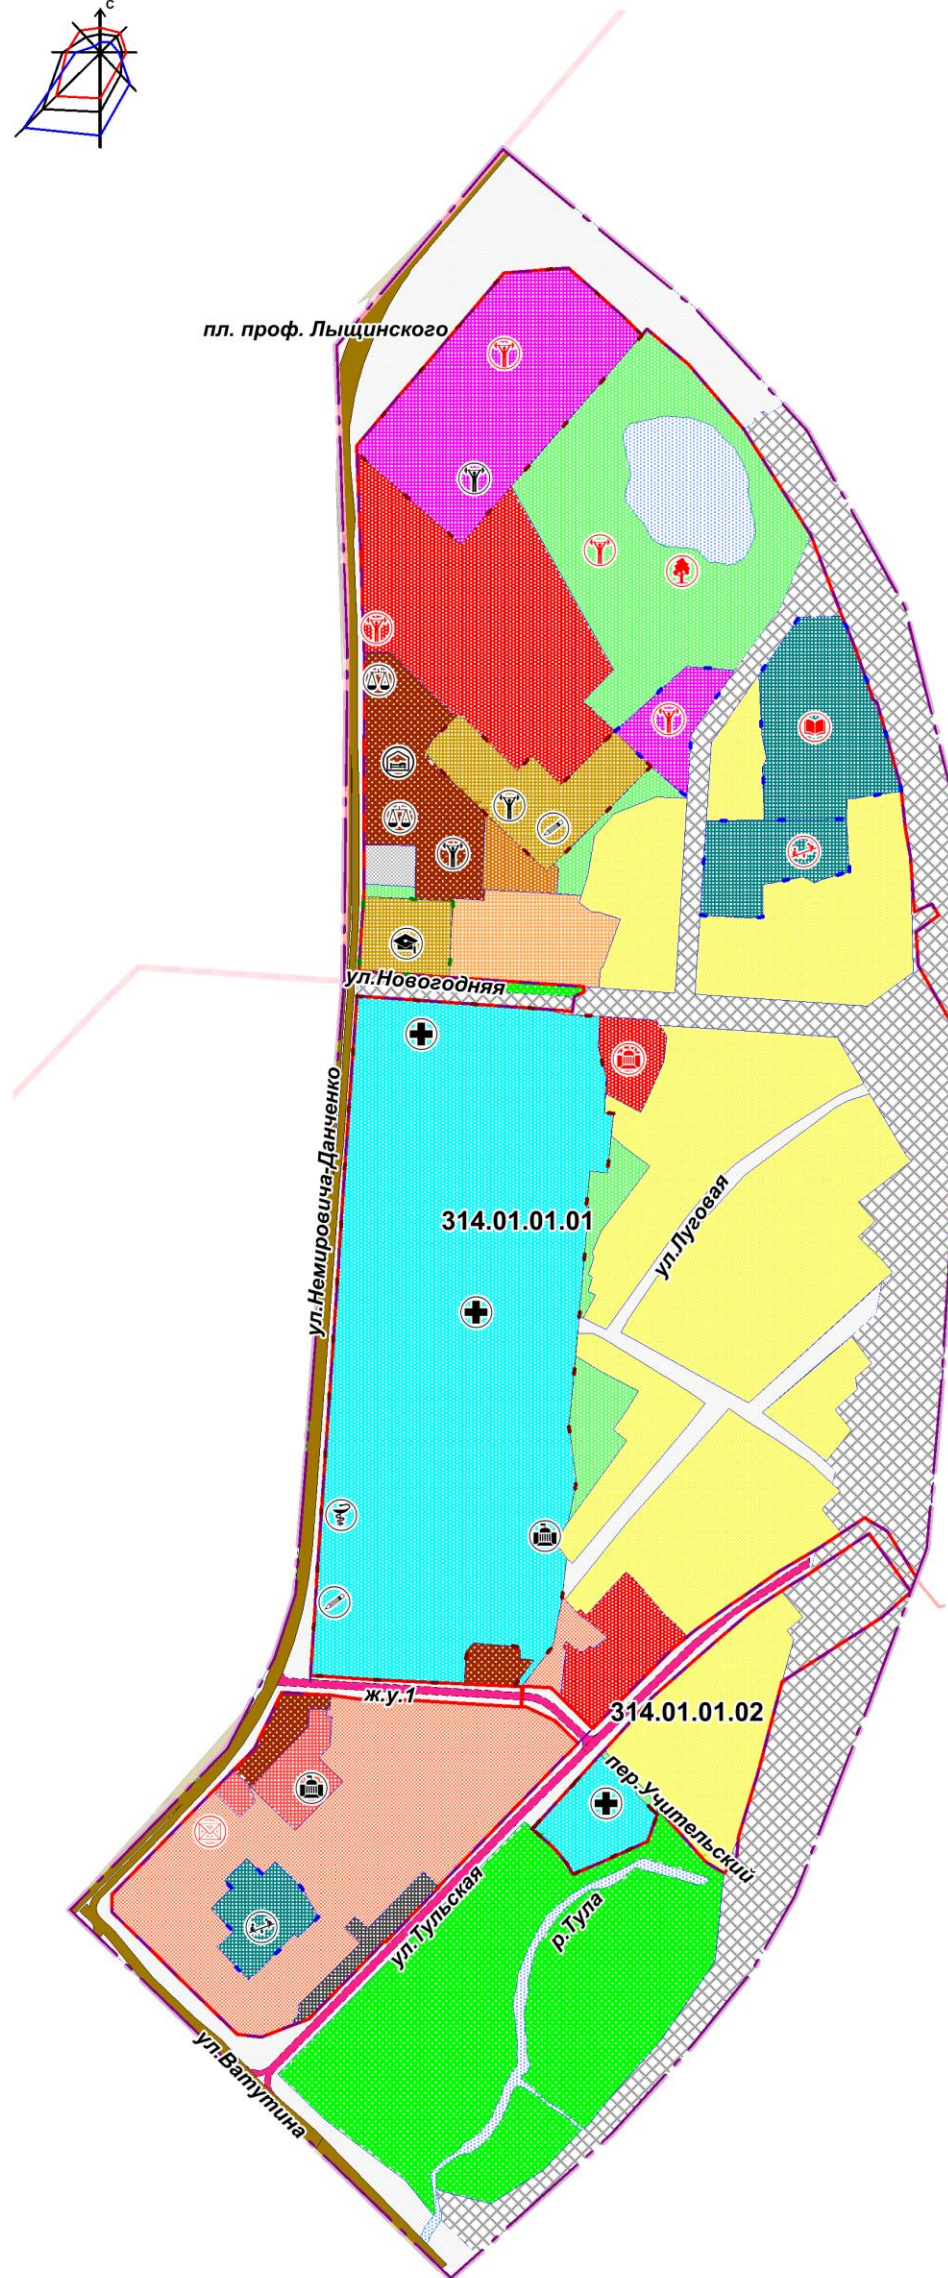 С
пл. проф. Лыщинского
ул.Новогодняя
ул.Немировича-Данченко
314.01.01.01
ул.Луговая
ж.у.1
314.01.01.02
пер.Учительский
ул.Тульская
р.Тула
ул.Ватутина